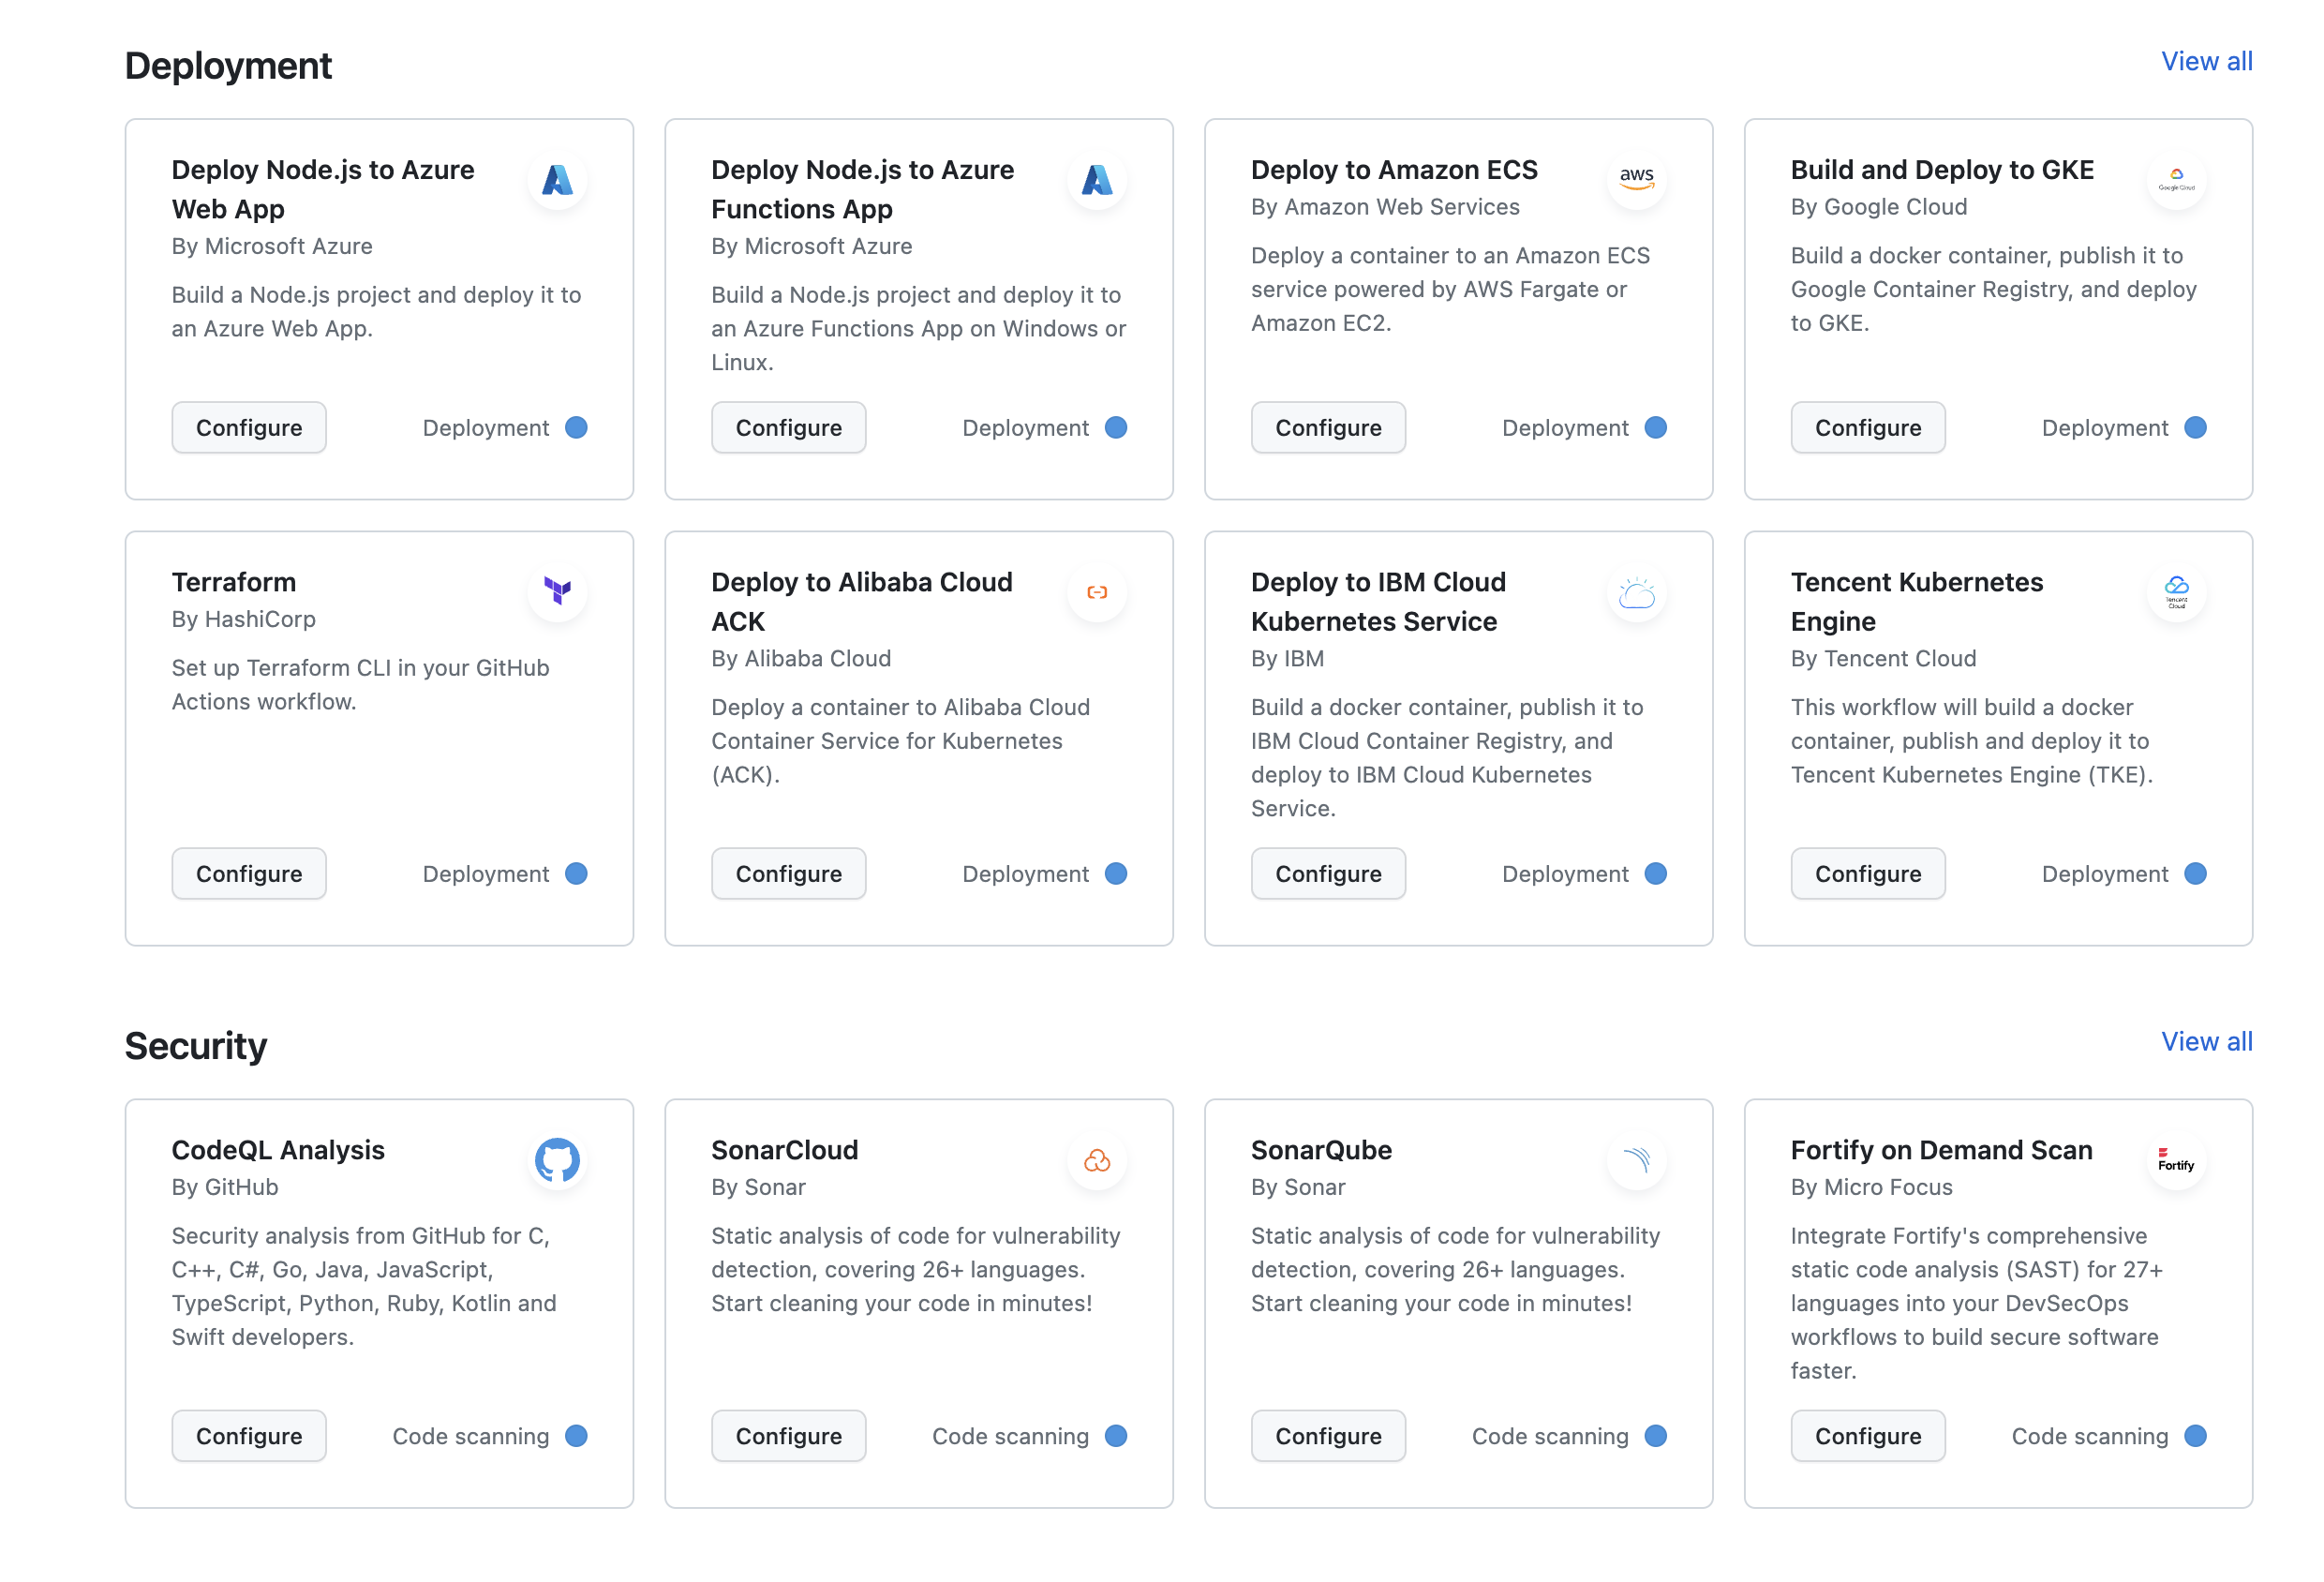 Deployment
View all
Deploy Node.js to Azure
Web App
By Microsoft Azure
Build a Node.js project and deploy it to
an Azure Web App.
Configure
Deployment
Deploy Node.js to Azure
Functions App
By Microsoft Azure
Build a Node.js project and deploy it to
an Azure Functions App on Windows or
Linux.
Configure
Deployment
Deploy to Amazon ECS
aws
By Amazon Web Services
Deploy a container to an Amazon ECS
service powered by AWS Fargate or
Amazon EC2.
Configure
Deployment
Build and Deploy to GKE
Google Cloud
By Google Cloud
Build a docker container, publish it to
Google Container Registry, and deploy
to GKE.
Configure
Deployment
Terraform
By HashiCorp
Set up Terraform CLI in your GitHub
Actions workflow.
Configure
Deployment
Deploy to Alibaba Cloud
ACK
By Alibaba Cloud
Deploy a container to Alibaba Cloud
Container Service for Kubernetes
(ACK).
Configure
Deployment
Deploy to IBM Cloud
Kubernetes Service
By IBM
Build a docker container, publish it to
IBM Cloud Container Registry, and
deploy to IBM Cloud Kubernetes
Service.
Configure
Deployment
Tencent Kubernetes
Engine
Tencent
Cloud
By Tencent Cloud
This workflow will build a docker
container, publish and deploy it to
Tencent Kubernetes Engine (TKE).
Configure
Deployment
Security
View all
CodeQL Analysis
By GitHub
Security analysis from GitHub for C,
C++, C#, Go, Java, JavaScript,
TypeScript, Python, Ruby, Kotlin and
Swift developers.
Configure
Code scanning
SonarCloud
By Sonar
Static analysis of code for vulnerability
detection, covering 26+ languages.
Start cleaning your code in minutes!
Configure
Code scanning
SonarQube
By Sonar
Static analysis of code for vulnerability
detection, covering 26+ languages.
Start cleaning your code in minutes!
Configure
Code scanning
Fortify on Demand Scan
Fortify
By Micro Focus
Integrate Fortify's comprehensive
static code analysis (SAST) for 27+
languages into your DevSecOps
workflows to build secure software
faster.
Configure
Code scanning